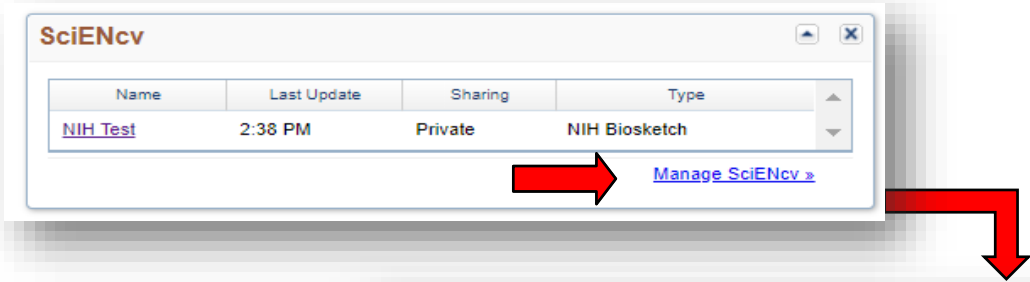 SciENcv
Name Last Update Sharing Type
NIH Test 2:38 PM Private NIH Biosketch
Manage SciENcv »